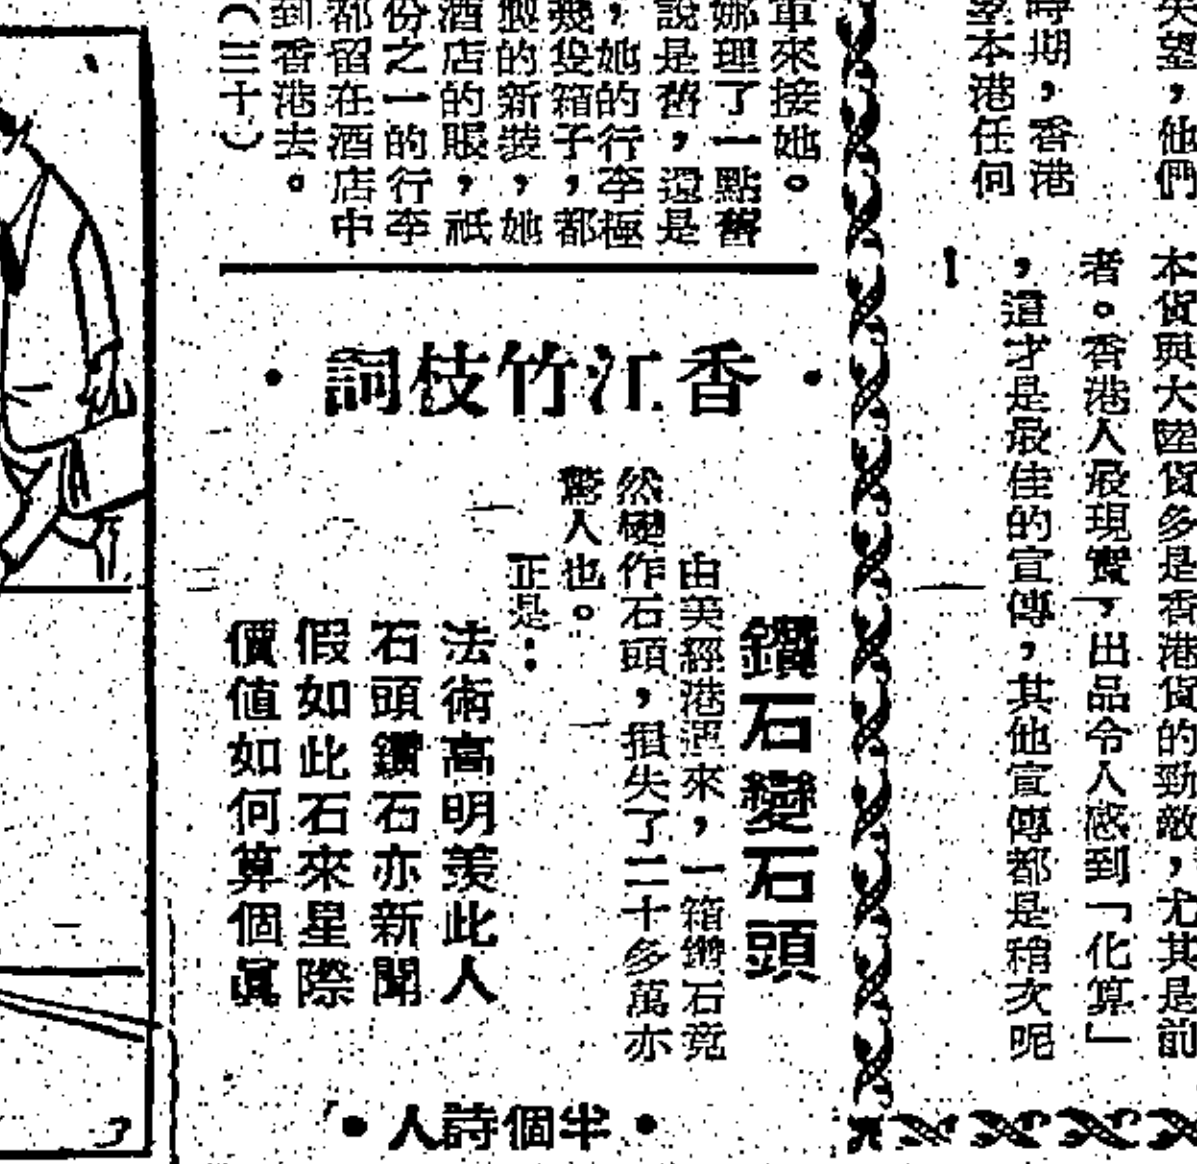 失望，他們
時期，香港
本港任何
本貨與大陸貨多是香港貨的勁敵，尤其是前
者。香港人最現實，出品令人感到「化算」
，這才是最佳的宣傳，其他宣傳都是稍次呢
！
車來接她。
娜理了一點舊
說是舊，還是
，她的行李極
幾隻箱子，都
的新裝，她
酒店的賬，祇
份之一的行李
都留在酒店中
到香港去。
（三十）
・香江竹枝詞・
鑽石變石頭
由美經港運來，一箱鑽石竟
然變作石頭，損失了二十多萬亦
驚人也。
正是：
法術高明羨此人
石頭鑽石亦新聞
假如此石來星際
價值如何算個眞
・半個詩人・